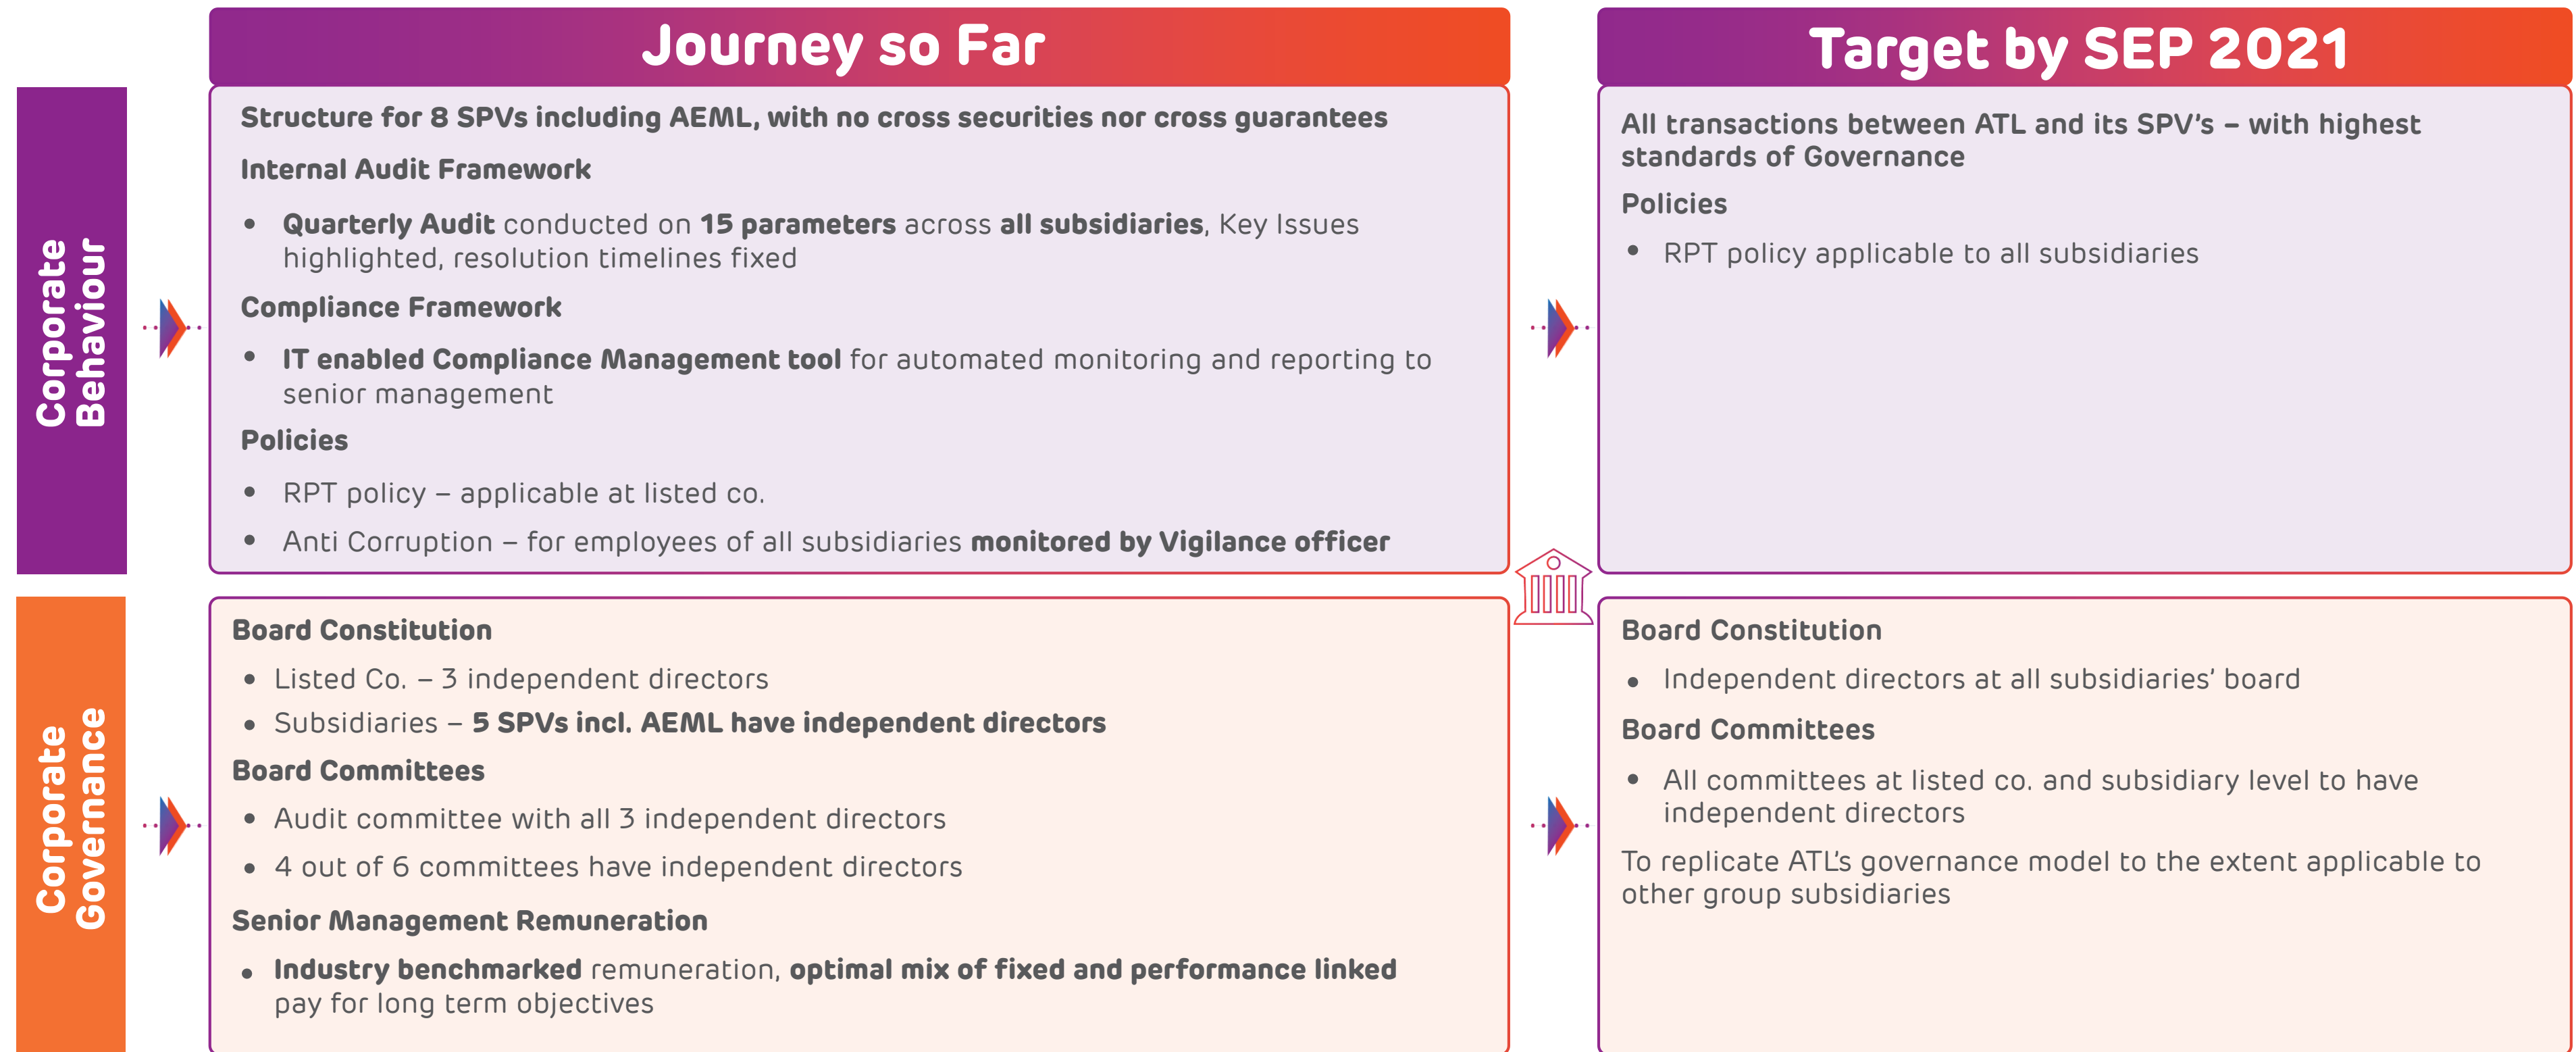 Journey so Far
Target by SEP 2021
Corporate
Behaviour
Structure for 8 SPVs including AEML, with no cross securities nor cross guarantees
Internal Audit Framework
• Quarterly Audit conducted on 15 parameters across all subsidiaries, Key Issues
highlighted, resolution timelines fixed
Compliance Framework
• IT enabled Compliance Management tool for automated monitoring and reporting to
senior management
Policies
• RPT policy – applicable at listed co.
• Anti Corruption – for employees of all subsidiaries monitored by Vigilance officer
All transactions between ATL and its SPV’s – with highest
standards of Governance
Policies
• RPT policy applicable to all subsidiaries
Corporate
Governance
Board Constitution
• Listed Co. – 3 independent directors
• Subsidiaries – 5 SPVs incl. AEML have independent directors
Board Committees
• Audit committee with all 3 independent directors
• 4 out of 6 committees have independent directors
Senior Management Remuneration
• Industry benchmarked remuneration, optimal mix of fixed and performance linked
pay for long term objectives
Board Constitution
• Independent directors at all subsidiaries’ board
Board Committees
• All committees at listed co. and subsidiary level to have
independent directors
To replicate ATL’s governance model to the extent applicable to
other group subsidiaries